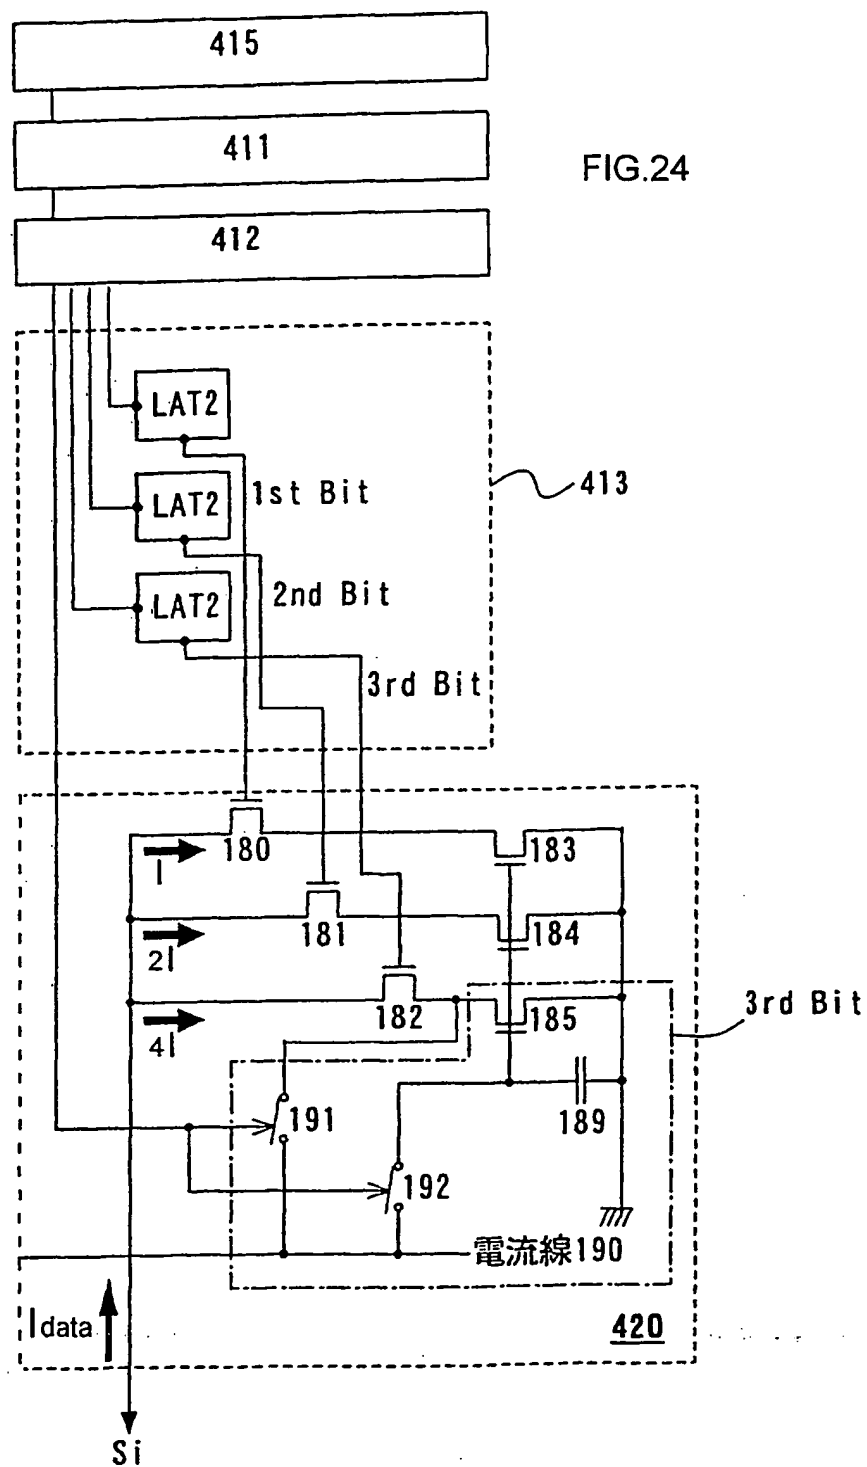 415
411
FIG.24
412
LAT2
1st Bit
413
LAT2
2nd Bit
LAT2
3rd Bit
180
183
I
181
184
2I
182
185
3rd Bit
4I
191
189
192
電流線190
Idata
420
Si